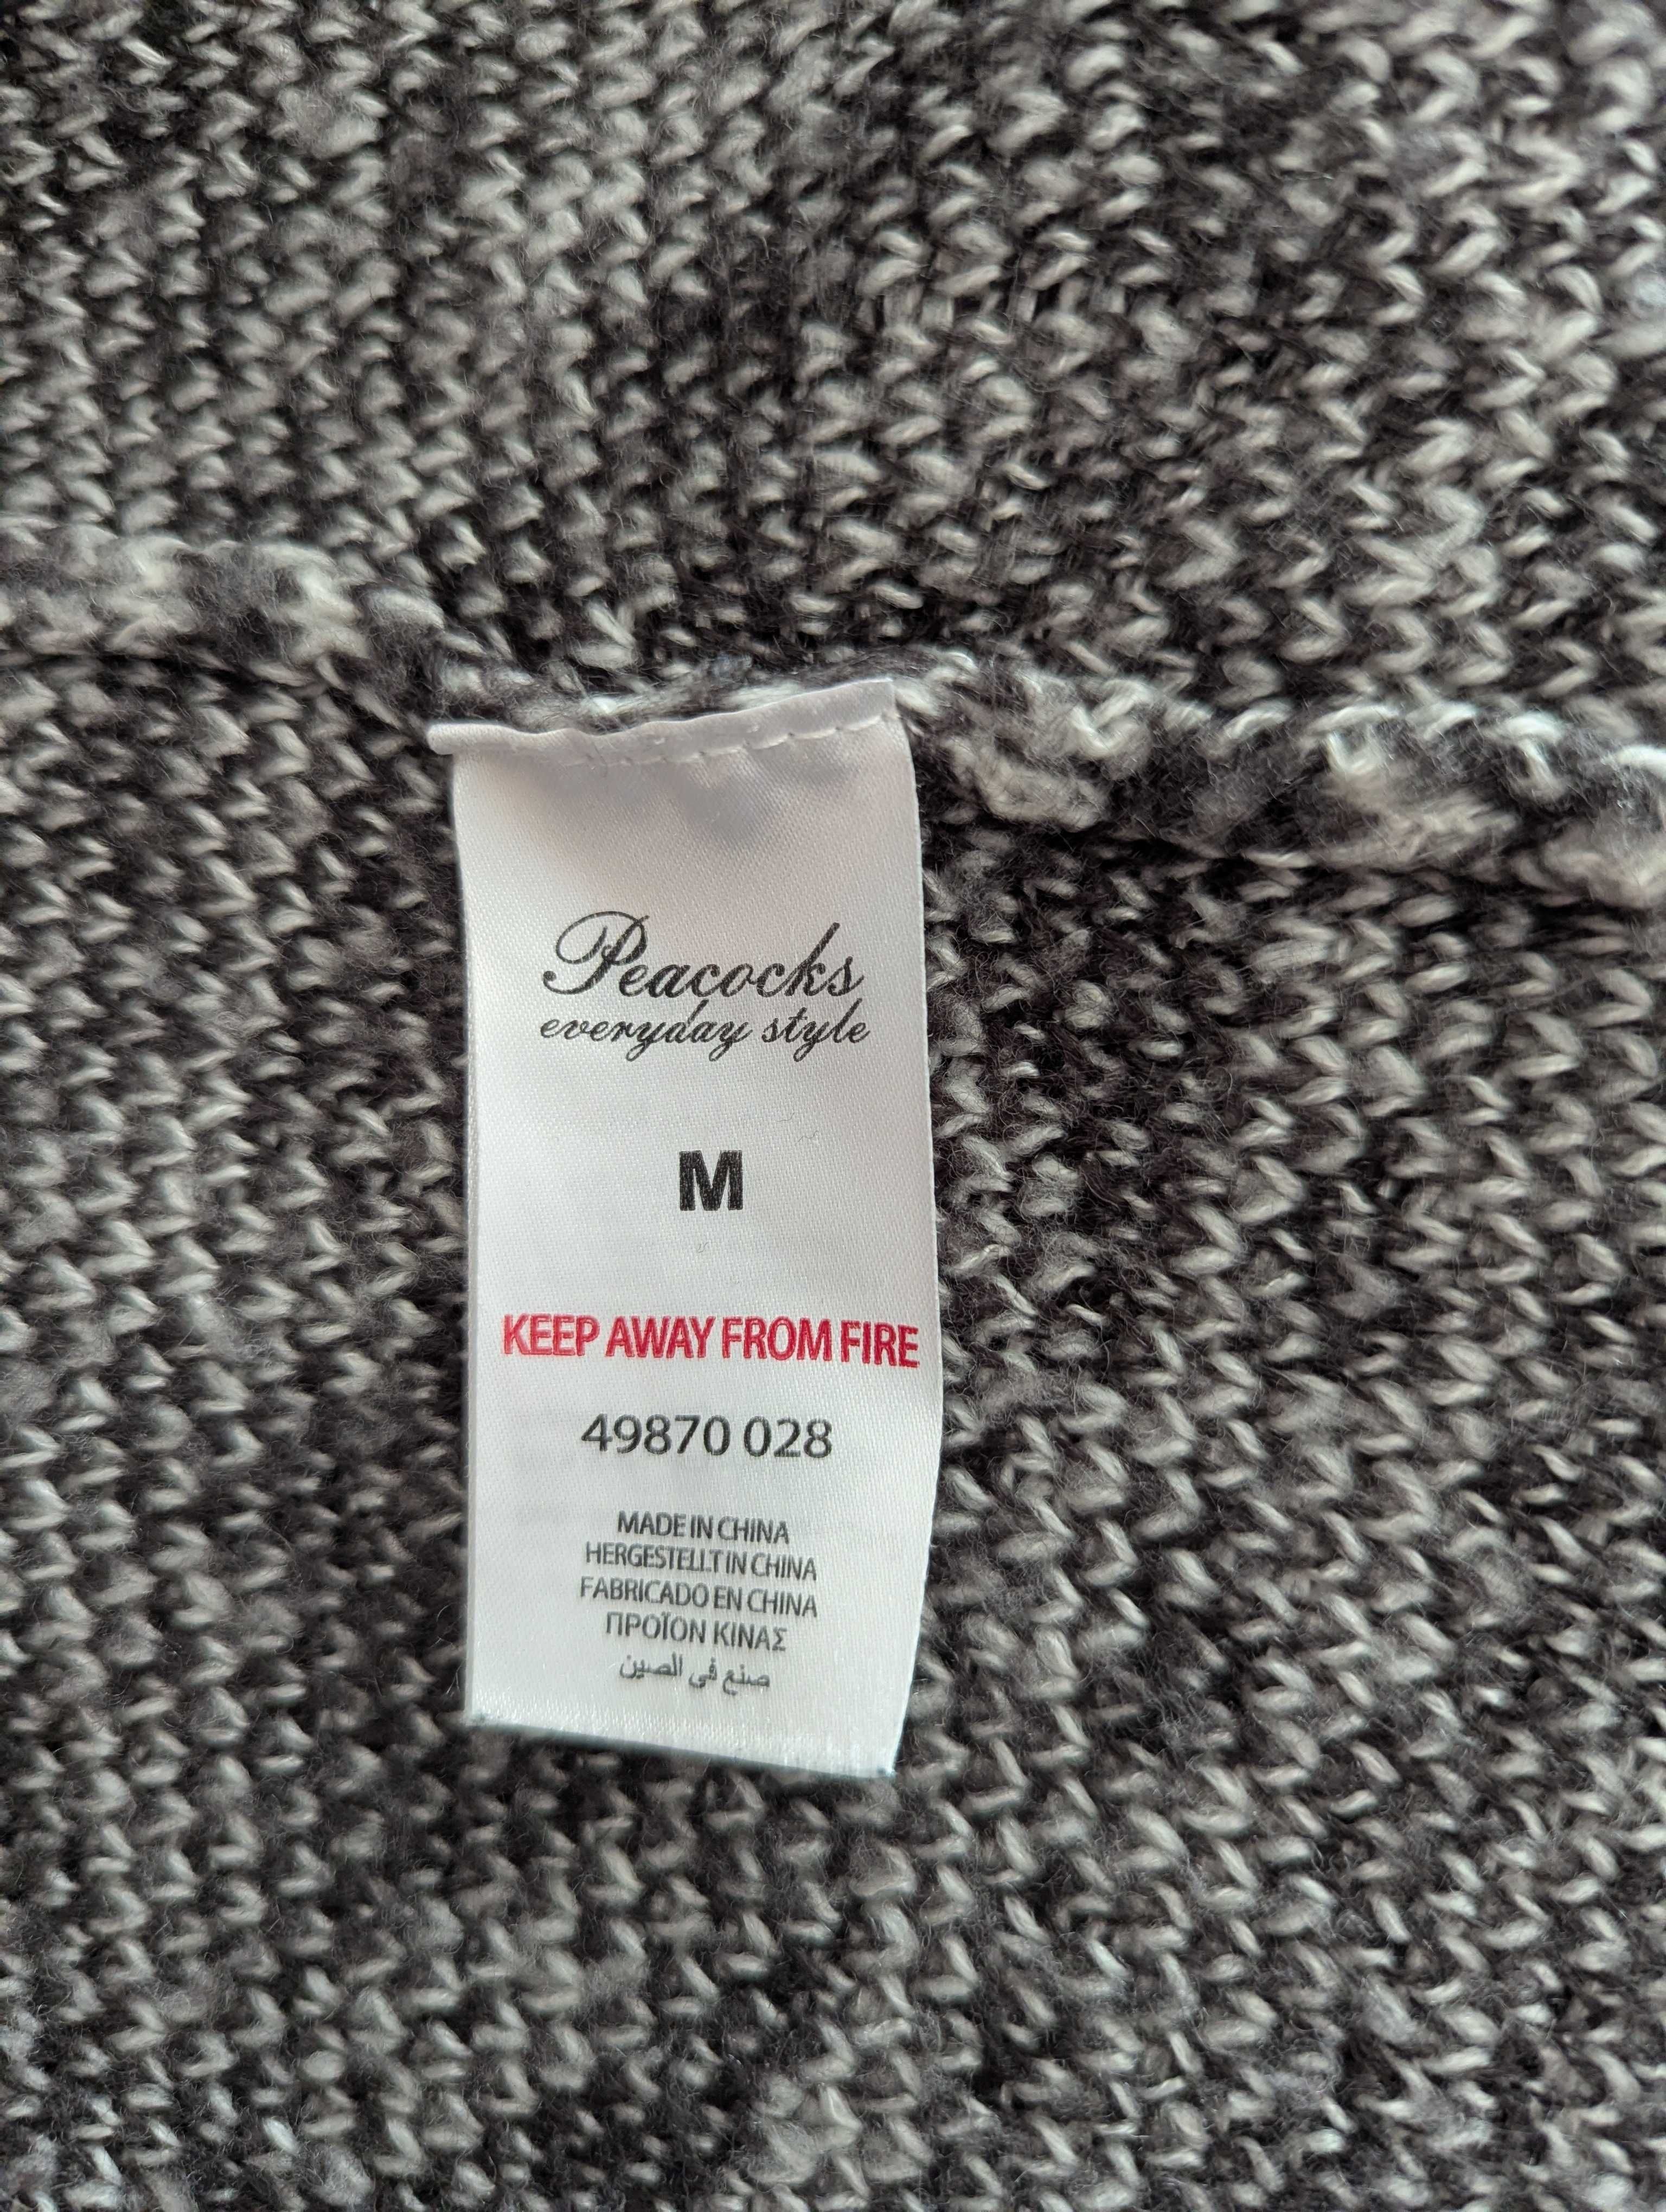 Peacocks
everyday style
M
KEEP AWAY FROM FIRE
49870 028
MADE IN CHINA
HERGESTELLT IN CHINA
FABRICADO EN CHINA
ΠΡΟΪΟΝ ΚΙΝΑΣ
صنع فى الصين